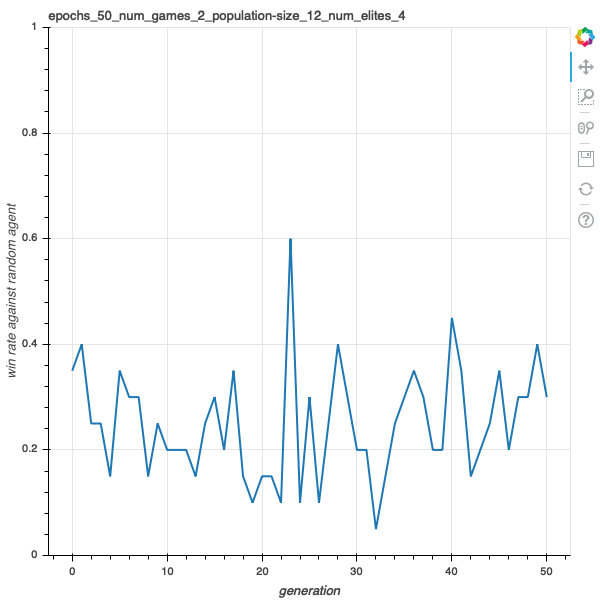 epochs_50_num_games_2_population-size_12_num_elites_4
1
0.8
0.6
0.4
0.2
0
win rate against random agent
0 10 20 30 40 50
generation